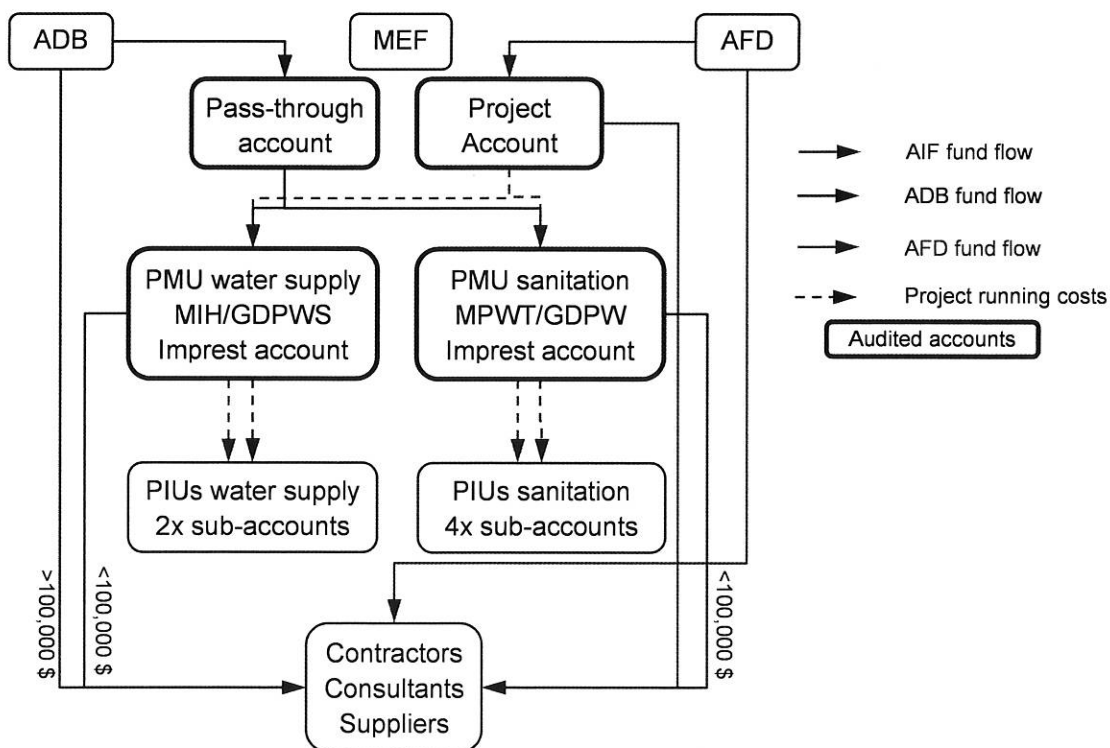 ADB
MEF
AFD
Pass-through
account
Project
Account
AIF fund flow
ADB fund flow
AFD fund flow
Project running costs
Audited accounts
PMU water supply
MIH/GDPWS
Imprest account
PMU sanitation
MPWT/GDPW
Imprest account
PIUs water supply
2x sub-accounts
PIUs sanitation
4x sub-accounts
>100,000 $
<100,000 $
<100,000 $
Contractors
Consultants
Suppliers